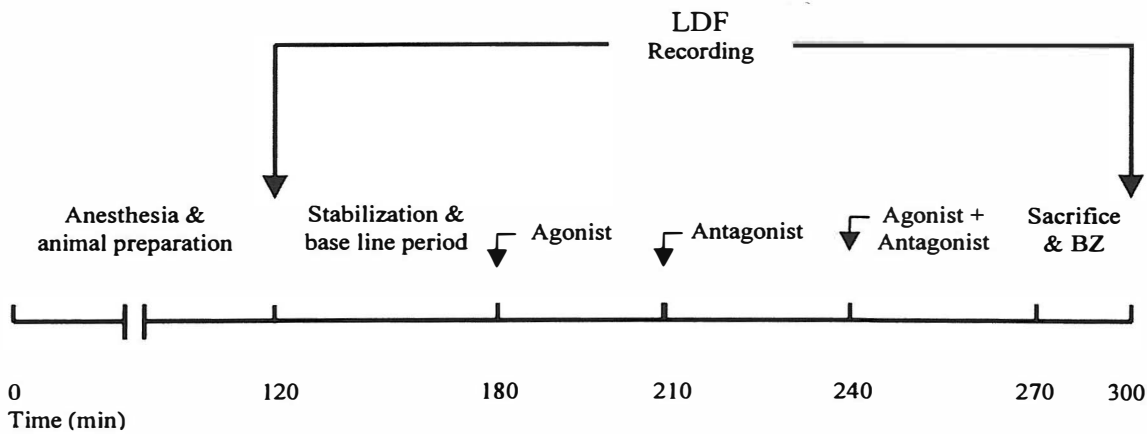 LDF
Recording
Anesthesia &
animal preparation
Stabilization &
base line period
Agonist
Antagonist
Agonist +
Antagonist
Sacrifice
& BZ
0 120 180 210 240 270 300
Time (min)